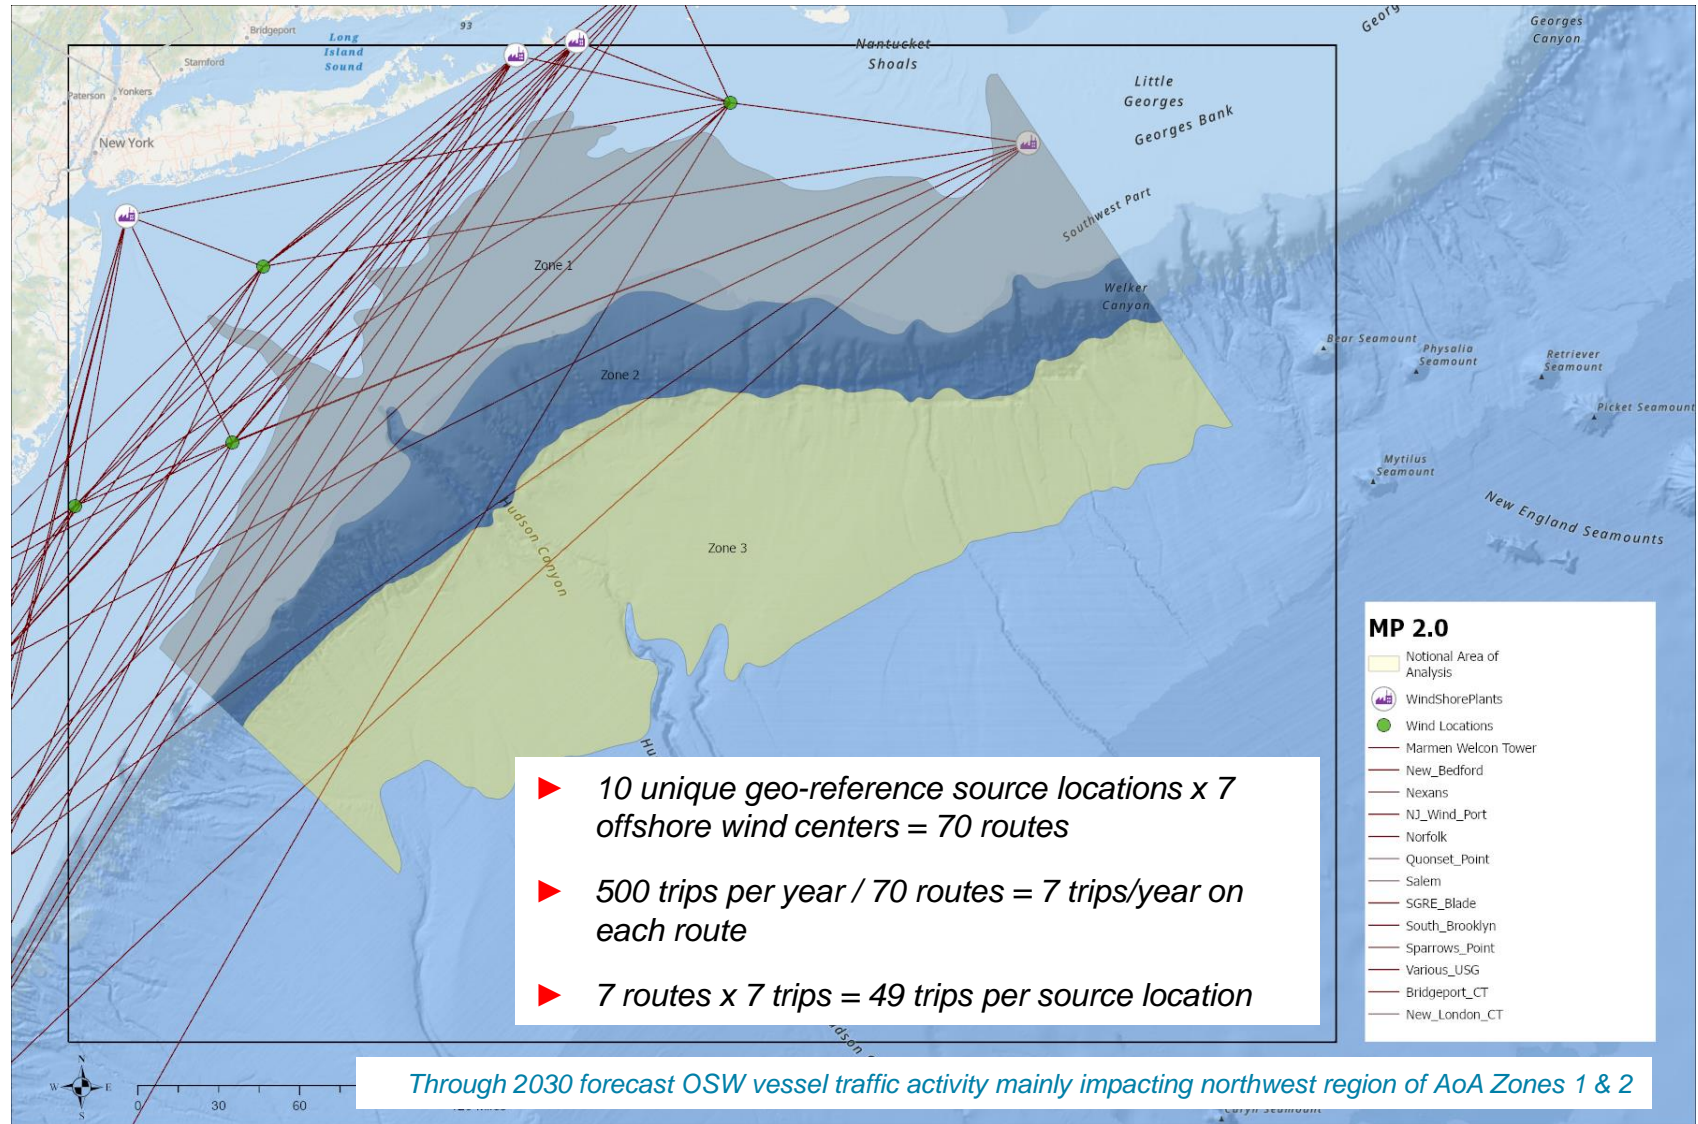 Bridgeport
93
Long
Island
Sound
Stamford
Paterson
Yonkers
New York
Nantucket
Shoals
Georg
Georges
Canyon
Little
Georges
Georges Bank
Southwest Part
Zone 1
Welker
Canyon
Zone 2
Bear Seamount
Physalia
Seamount
Retriever
Seamount
Picket Seamount
Mytilus
Seamount
New England Seamounts
Hudson Canyon
Zone 3
Hu
MP 2.0
Notional Area of
Analysis
WindShorePlants
Wind Locations
Marmen Welcon Tower
New_Bedford
Nexans
NJ_Wind_Port
Norfolk
Quonset_Point
Salem
SGRE_Blade
South_Brooklyn
Sparrows_Point
Various_USG
Bridgeport_CT
New_London_CT
► 10 unique geo-reference source locations x 7
offshore wind centers = 70 routes
► 500 trips per year / 70 routes = 7 trips/year on
each route
► 7 routes x 7 trips = 49 trips per source location
N
W E
S
0 30 60
Through 2030 forecast OSW vessel traffic activity mainly impacting northwest region of AoA Zones 1 & 2